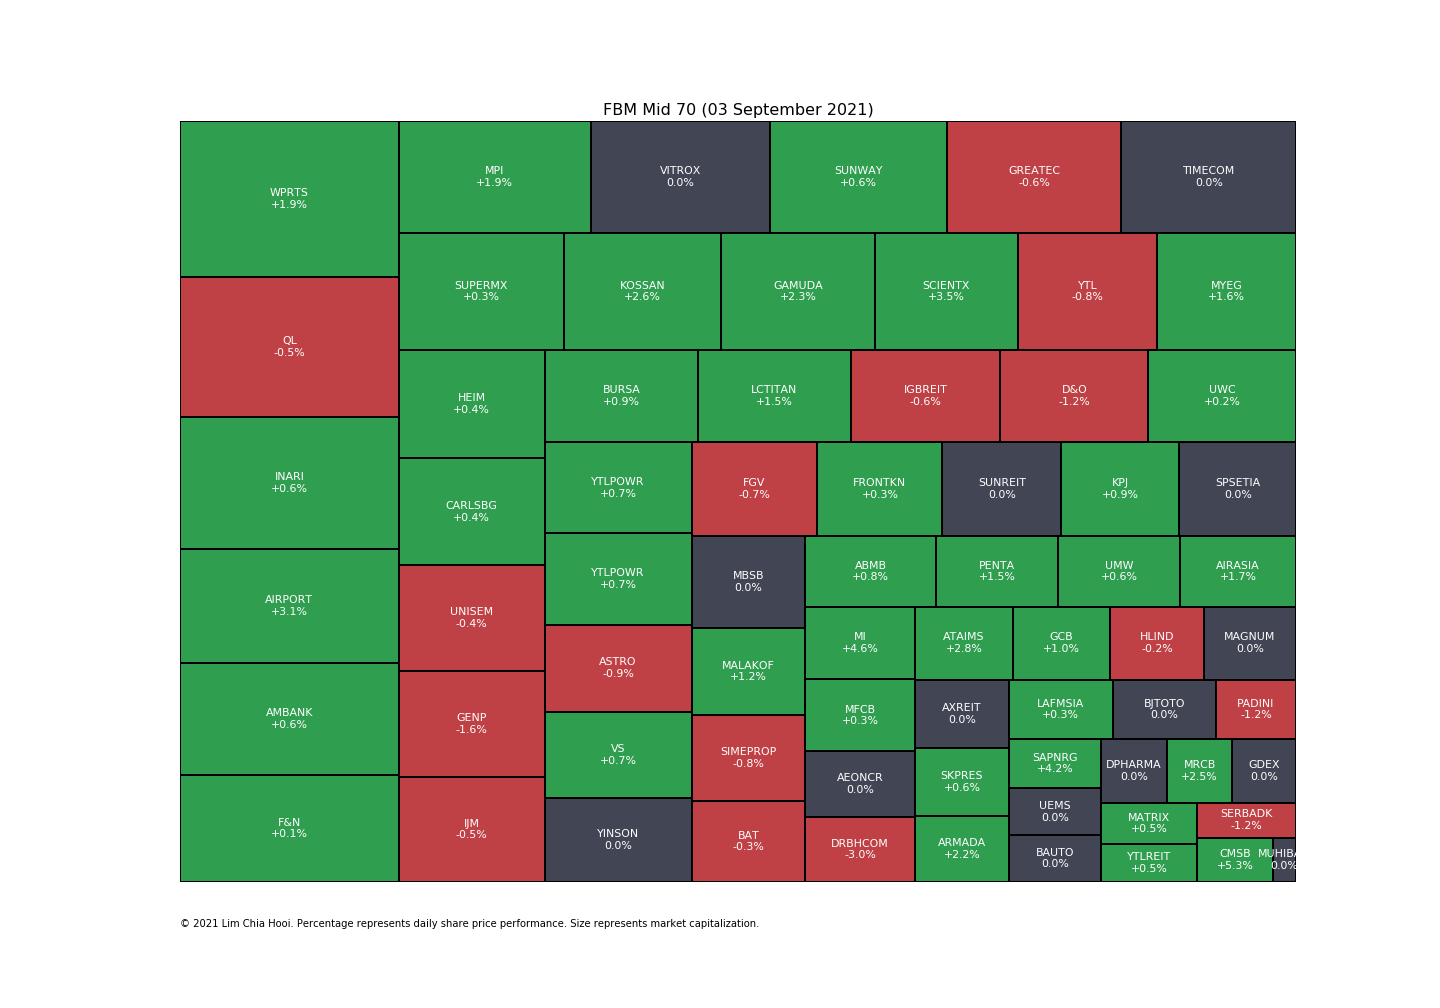 FBM Mid 70 (03 September 2021)
WPRTS
+1.9%
QL
-0.5%
INARI
+0.6%
AIRPORT
+3.1%
AMBANK
+0.6%
F&N
+0.1%
MPI
+1.9%
VITROX
0.0%
SUNWAY
+0.6%
GREATEC
-0.6%
TIMECOM
0.0%
SUPERMX
+0.3%
KOSSAN
+2.6%
GAMUDA
+2.3%
SCIENTX
+3.5%
YTL
-0.8%
MYEG
+1.6%
HEIM
+0.4%
CARLSBG
+0.4%
UNISEM
-0.4%
GENP
-1.6%
IJM
-0.5%
BURSA
+0.9%
LCTITAN
+1.5%
IGBREIT
-0.6%
D&O
-1.2%
UWC
+0.2%
YTLPOWR
+0.7%
YTLPOWR
+0.7%
ASTRO
-0.9%
VS
+0.7%
YINSON
0.0%
FGV
-0.7%
FRONTKN
+0.3%
SUNREIT
0.0%
KPJ
+0.9%
SPSETIA
0.0%
MBSB
0.0%
MALAKOF
+1.2%
SIMEPROP
-0.8%
BAT
-0.3%
ABMB
+0.8%
PENTA
+1.5%
UMW
+0.6%
AIRASIA
+1.7%
MI
+4.6%
MFCB
+0.3%
AEONCR
0.0%
DRBHCOM
-3.0%
ATAIMS
+2.8%
GCB
+1.0%
HLIND
-0.2%
MAGNUM
0.0%
AXREIT
0.0%
SKPRES
+0.6%
ARMADA
+2.2%
LAFMSIA
+0.3%
BJTOTO
0.0%
PADINI
-1.2%
SAPNRG
+4.2%
UEMS
0.0%
BAUTO
0.0%
DPHARMA
0.0%
MRCB
+2.5%
GDEX
0.0%
MATRIX
+0.5%
YTLREIT
+0.5%
SERBADK
-1.2%
CMSB
+5.3%
0.0%
© 2021 Lim Chia Hooi. Percentage represents daily share price performance. Size represents market capitalization.